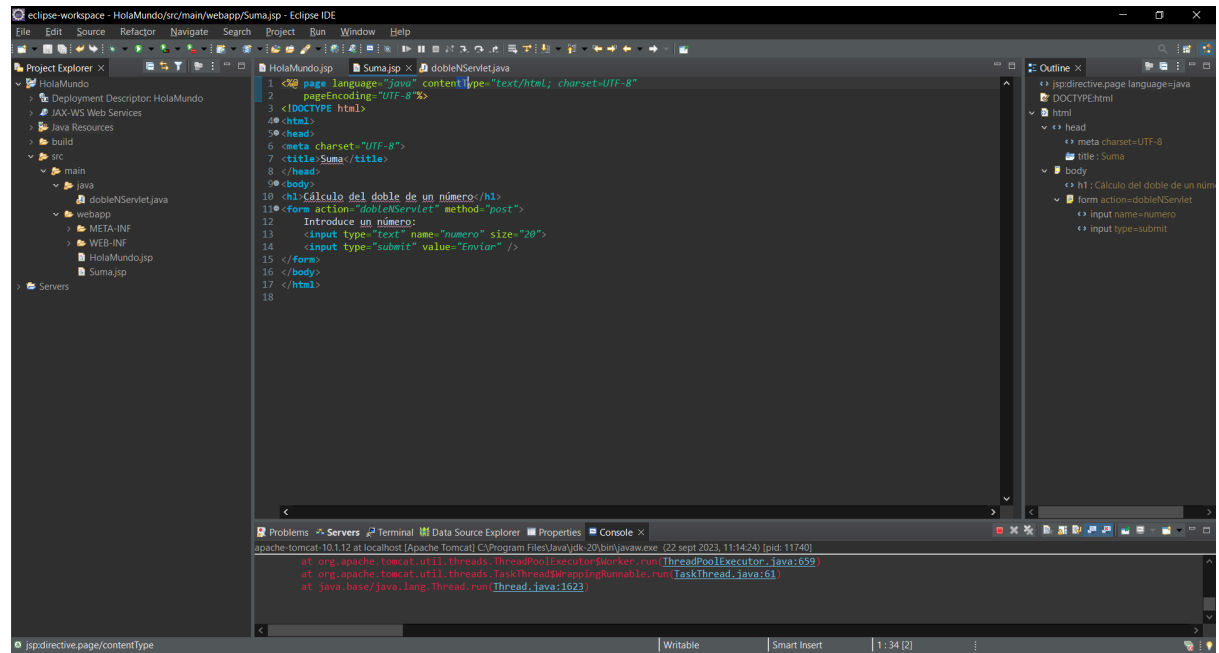 eclipse-workspace - HolaMundo/src/main/webapp/Suma.jsp - Eclipse IDE
File Edit Source Refactor Navigate Search Project Run Window Help
Project Explorer
HolaMundo
Deployment Descriptor: HolaMundo
JAX-WS Web Services
Java Resources
build
src
main
java
dobleNServlet.java
webapp
META-INF
WEB-INF
HolaMundo.jsp
Suma.jsp
Servers
HolaMundo.jsp Suma.jsp dobleNServlet.java
1 <%@ page language="java" contentType="text/html; charset=UTF-8"
2 pageEncoding="UTF-8"%>
3 <!DOCTYPE html>
4 <html>
5 <head>
6 <meta charset="UTF-8">
7 <title>Suma</title>
8 </head>
9 <body>
10 <h1>Cálculo del doble de un número</h1>
11 <form action="dobleNServlet" method="post">
12 Introduce un número:
13 <input type="text" name="numero" size="20">
14 <input type="submit" value="Enviar" />
15 </form>
16 </body>
17 </html>
18
Outline
jsp:directive.page language=java
DOCTYPE:html
html
head
meta charset=UTF-8
title : Suma
body
h1 : Cálculo del doble de un núm
form action=dobleNServlet
input name=numero
input type=submit
Problems Servers Terminal Data Source Explorer Properties Console
apache-tomcat-10.1.12 at localhost [Apache Tomcat] C:\Program Files\Java\jdk-20\bin\javaw.exe (22 sept 2023, 11:14:24) [pid: 11740]
at org.apache.tomcat.util.threads.ThreadPoolExecutor$Worker.run(ThreadPoolExecutor.java:659)
at org.apache.tomcat.util.threads.TaskThread$WrappingRunnable.run(TaskThread.java:61)
at java.base/java.lang.Thread.run(Thread.java:1623)
jsp:directive.page/contentType Writable Smart Insert 1 : 34 [2]